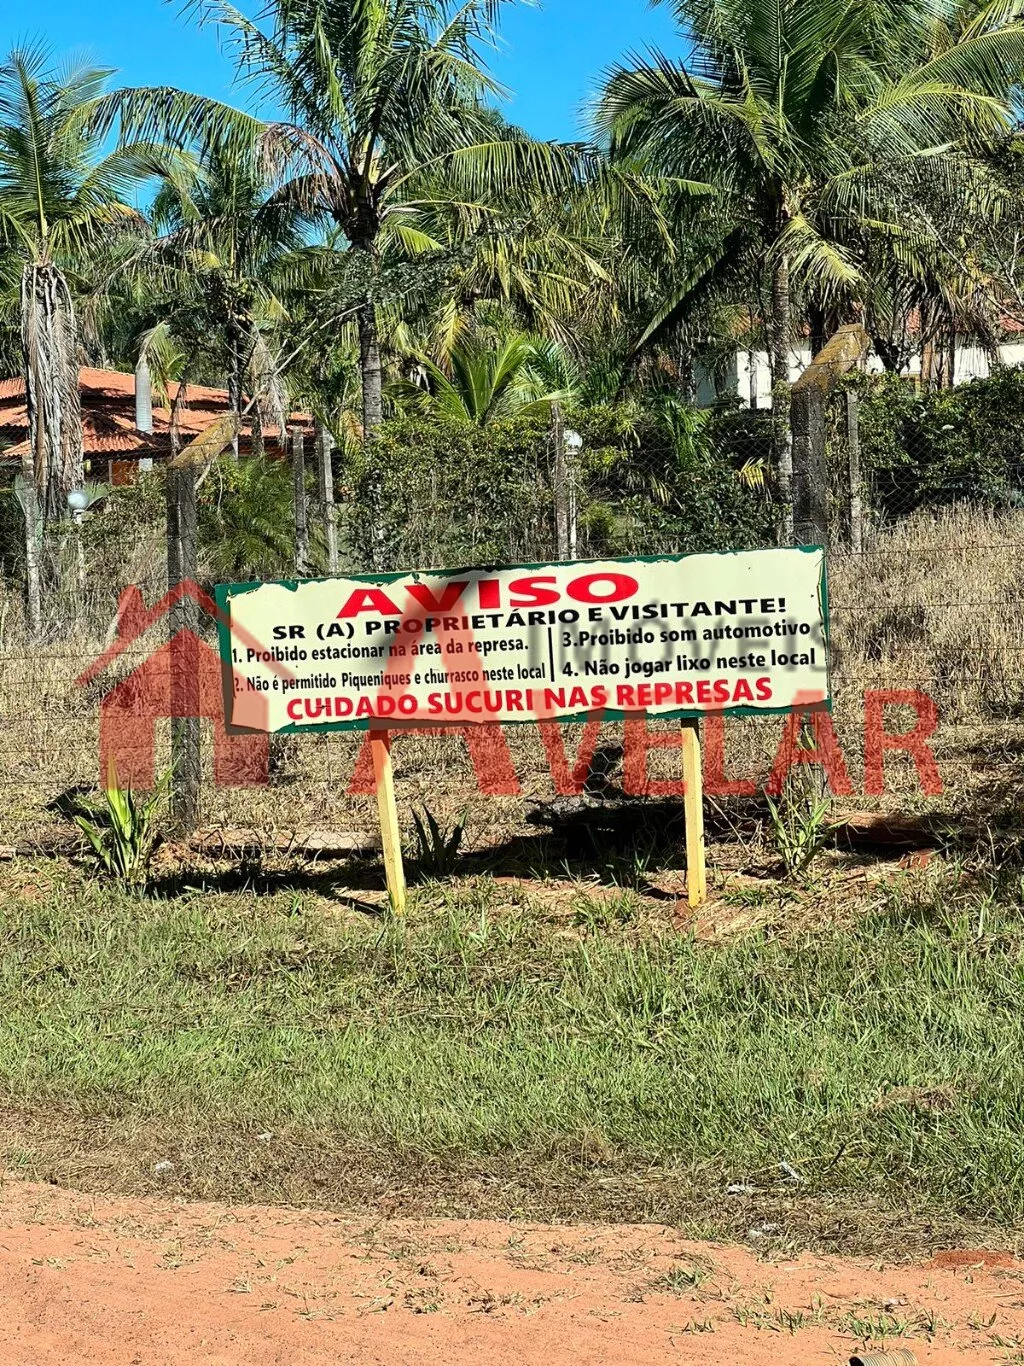 AVISO
SR (A) PROPRIETÁRIO E VISITANTE!
1. Proibido estacionar na área da represa.
2. Não é permitido Piqueniques e churrasco neste local
3.Proibido som automotivo
4. Não jogar lixo neste local
CUIDADO SUCURI NAS REPRESAS
IMÓVEIS
AVELAR